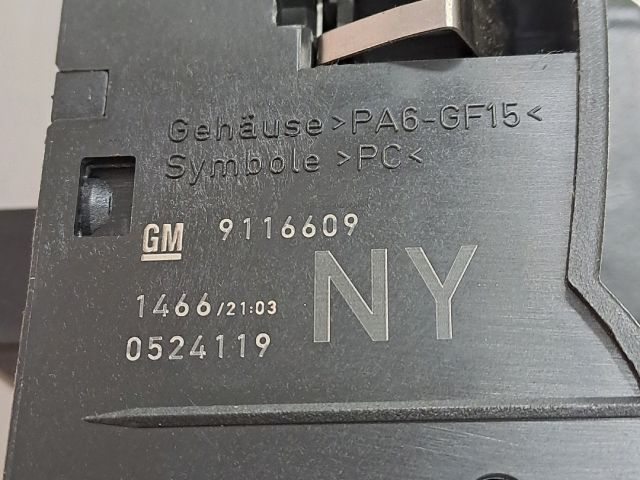 Gehäuse >PA6-GF15<
Symbole >PC<
GM 9116609
NY
1466/21:03
0524119